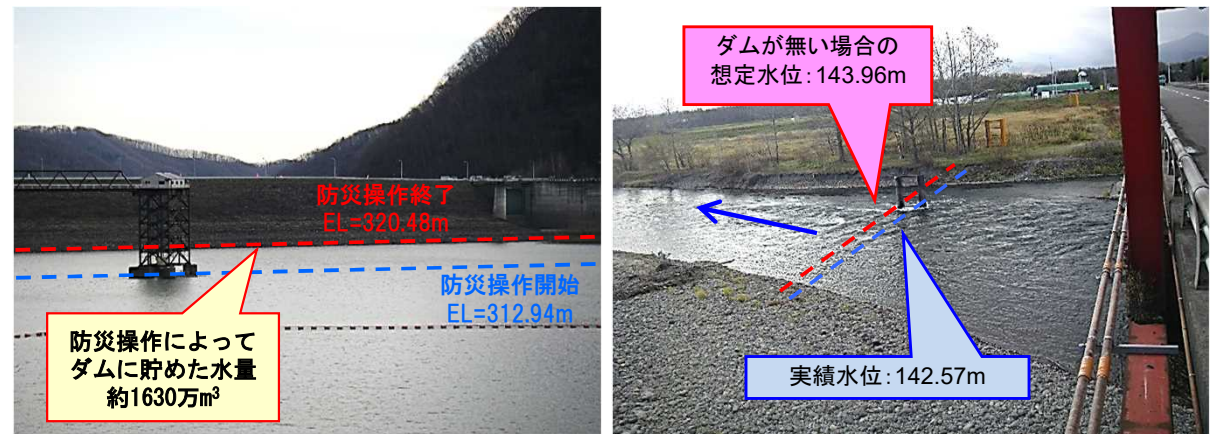 防災操作終了
EL=320.48m
防災操作開始
EL=312.94m
防災操作によって
ダムに貯めた水量
約1630万m³
ダムが無い場合の
想定水位:143.96m
実績水位:142.57m